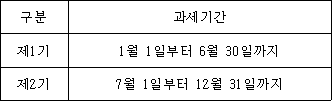 구분 과세기간
제1기 1월 1일부터 6월 30일까지
제2기 7월 1일부터 12월 31일까지